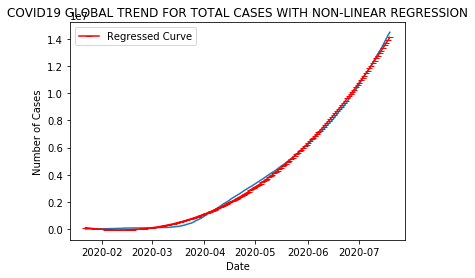 COVID19 GLOBAL TREND FOR TOTAL CASES WITH NON-LINEAR REGRESSION
1e7
Regressed Curve
1.4
1.2
1.0
0.8
0.6
0.4
0.2
0.0
Number of Cases
2020-02 2020-03 2020-04 2020-05 2020-06 2020-07
Date